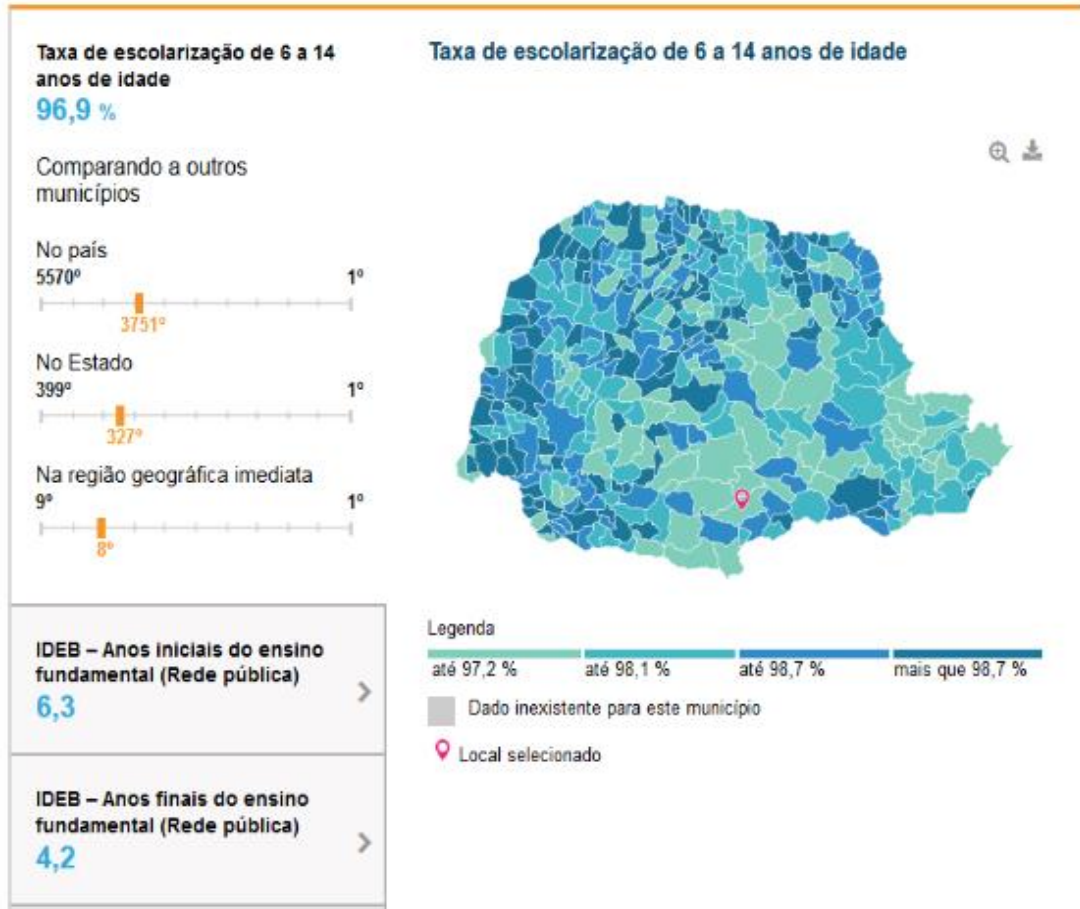 Taxa de escolarização de 6 a 14
anos de idade
96,9 %
Comparando a outros
municípios
No país
5570º 1º
3751º
No Estado
399º 1º
327º
Na região geográfica imediata
9º 1º
8º
IDEB – Anos iniciais do ensino
fundamental (Rede pública)
6,3
IDEB – Anos finais do ensino
fundamental (Rede pública)
4,2
Taxa de escolarização de 6 a 14 anos de idade
Legenda
até 97,2 % até 98,1 % até 98,7 % mais que 98,7 %
Dado inexistente para este município
Local selecionado